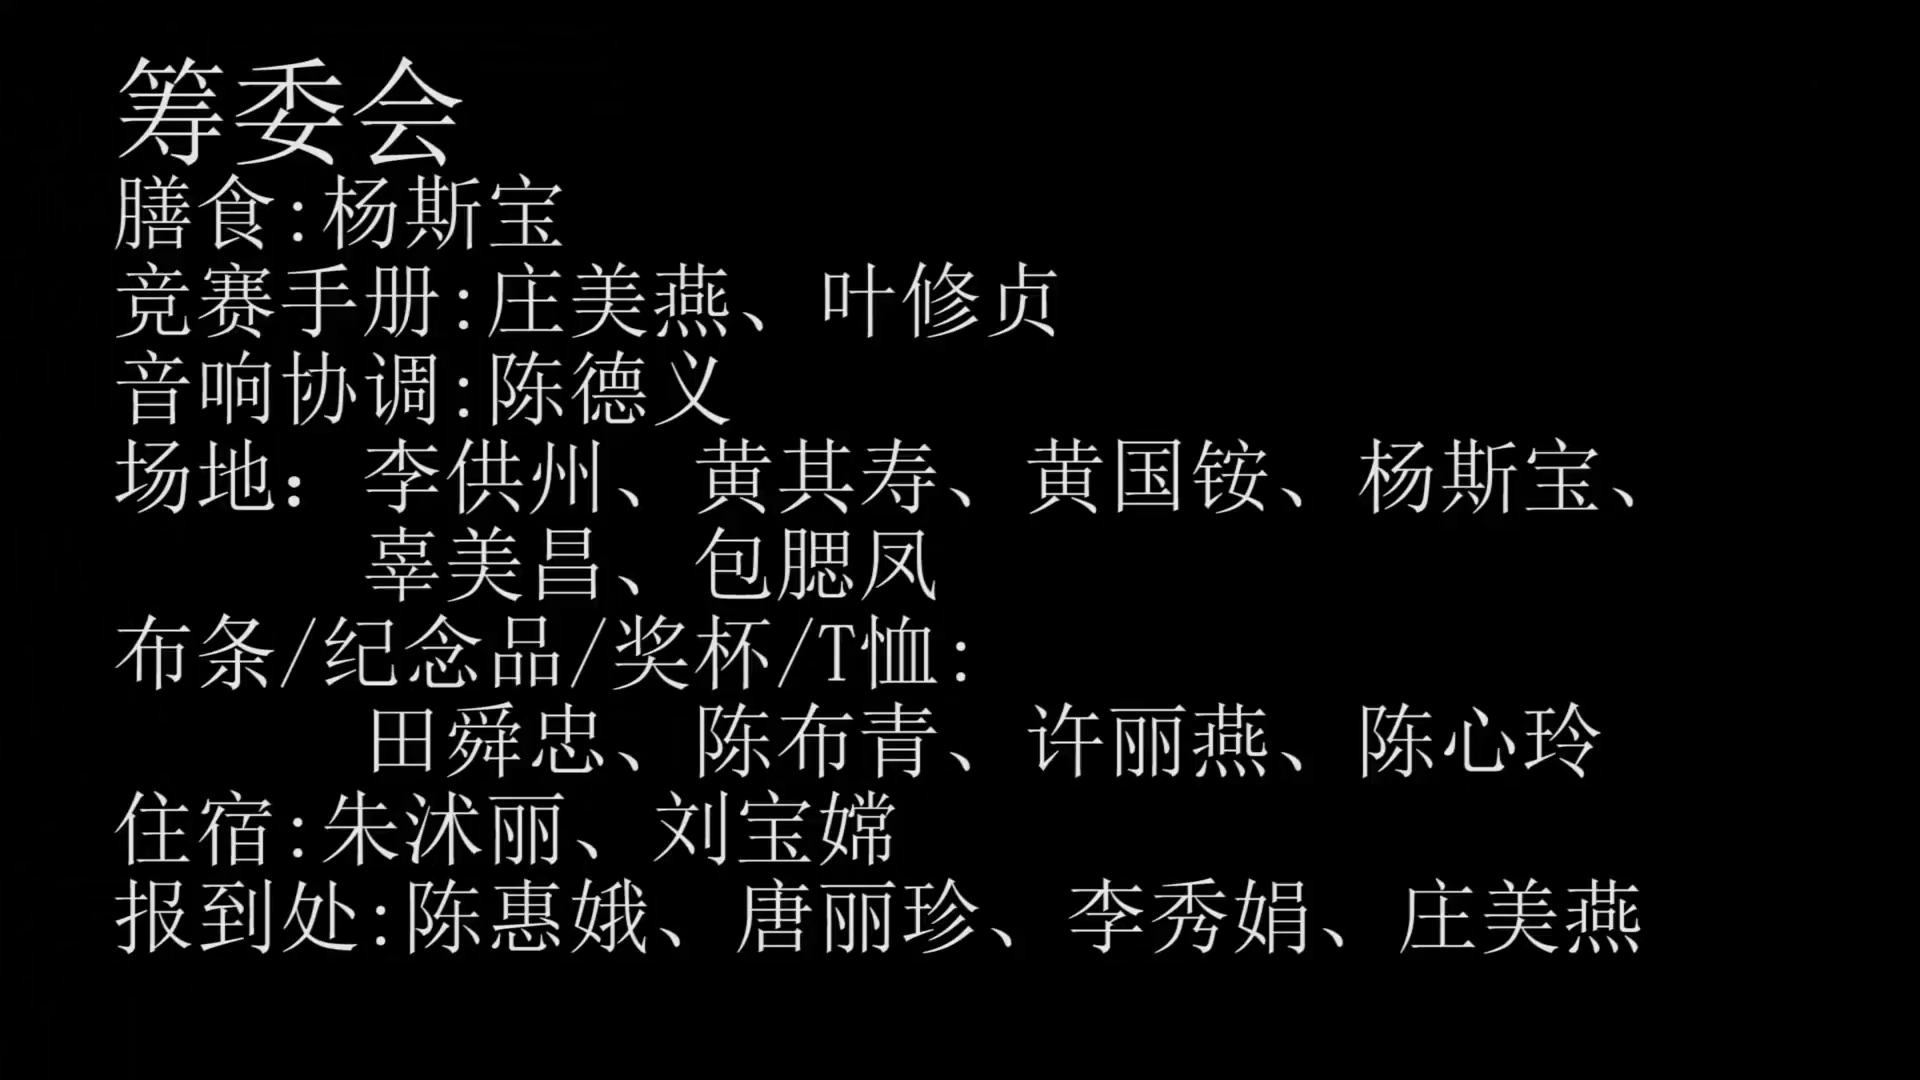 筹委会
膳食:杨斯宝
竞赛手册:庄美燕、叶修贞
音响协调:陈德义
场地：李供州、黄其寿、黄国铵、杨斯宝、
辜美昌、包腮凤
布条/纪念品/奖杯/T恤:
田舜忠、陈布青、许丽燕、陈心玲
住宿:朱沭丽、刘宝嫦
报到处:陈惠娥、唐丽珍、李秀娟、庄美燕